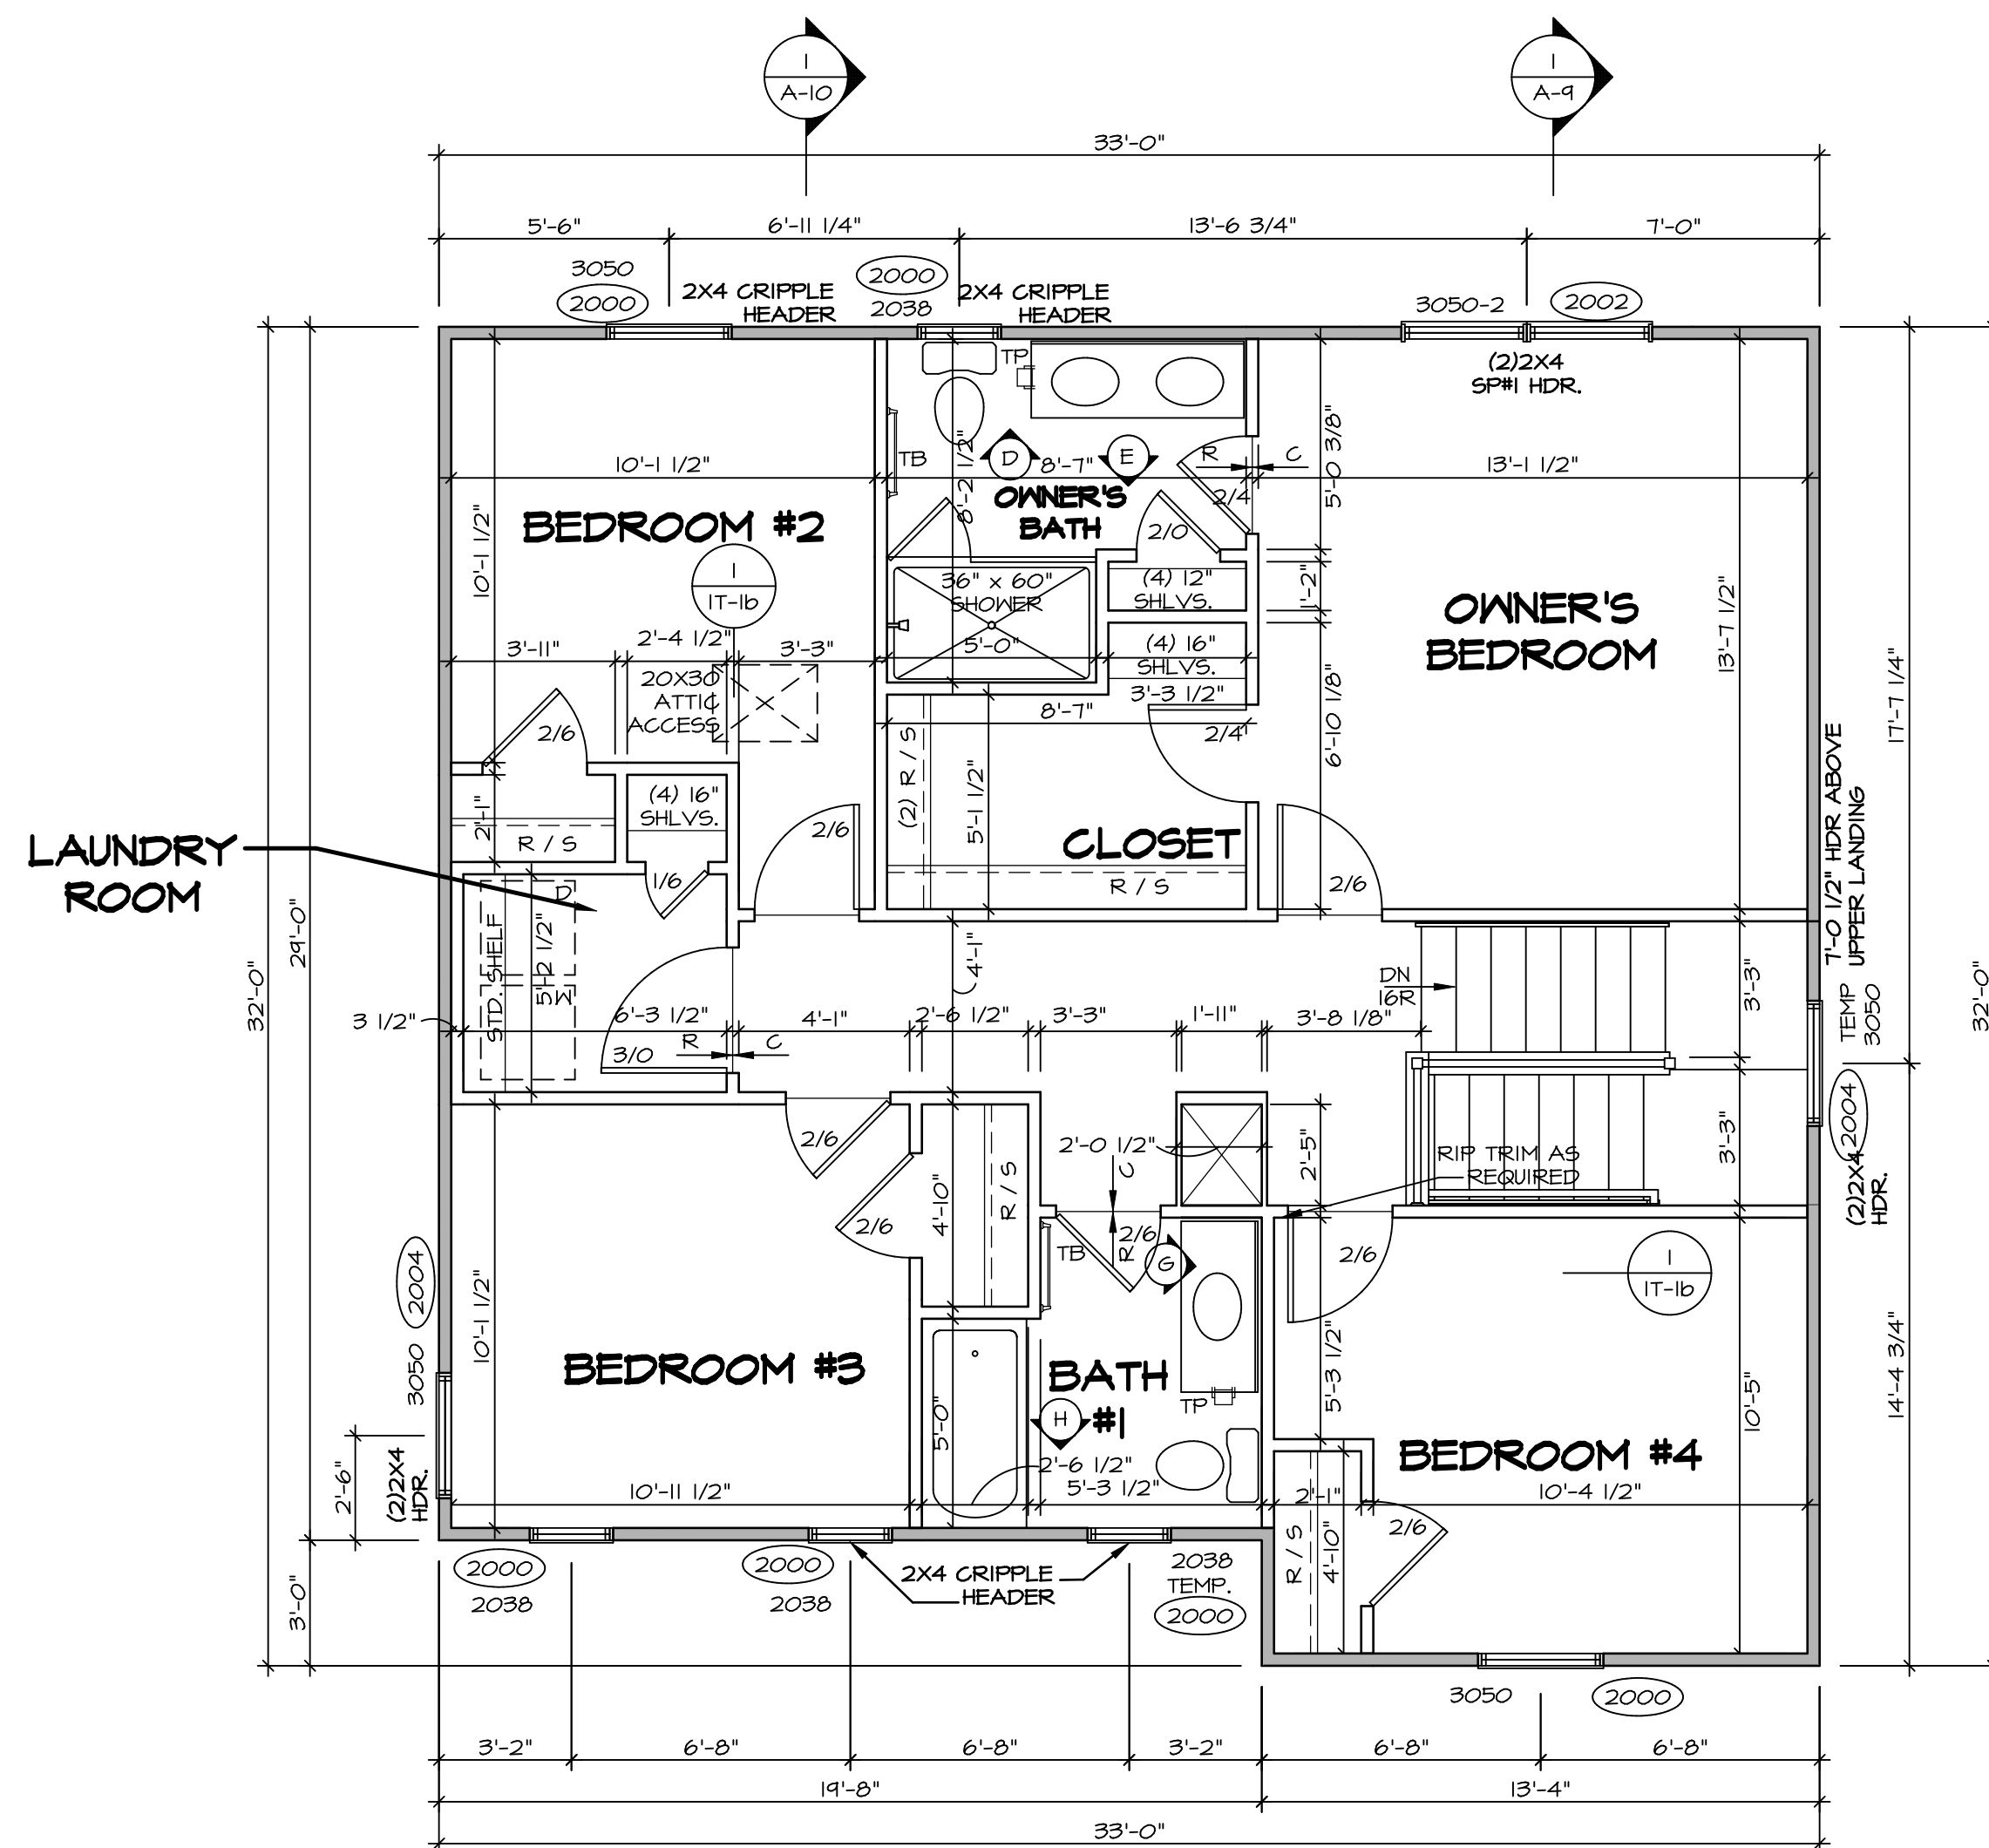 1
A-10
1
A-9
33'-0"
5'-6"
6'-11 1/4"
13'-6 3/4"
7'-0"
3050
2000
2X4 CRIPPLE
HEADER
2000
2038
2X4 CRIPPLE
HEADER
3050-2
2002
(2)2X4
SP#1 HDR.
TP
TB
D
E
R
C
10'-1 1/2"
8'-7"
13'-1 1/2"
8'-2 1/2"
5'-0 3/8"
2/4
BEDROOM #2
OWNER'S
BATH
2/0
10'-1 1/2"
1
1T-1b
36" x 60"
SHOWER
5'-0"
(4) 12"
SHLVS.
1'-2"
OWNER'S
BEDROOM
13'-7 1/2"
3'-11"
2'-4 1/2"
3'-3"
(4) 16"
SHLVS.
3'-3 1/2"
20X30
ATTIC
ACCESS
2/6
8'-7"
2/4
6'-10 1/8"
17'-7 1/4"
(2) R / S
5'-1 1/2"
2'-1"
R / S
(4) 16"
SHLVS.
2/6
CLOSET
R / S
2/6
7'-0 1/2" HDR ABOVE
UPPER LANDING
LAUNDRY
ROOM
1/6
D
W
STD. SHELF
5'-2 1/2"
29'-0"
32'-0"
32'-0"
4'-1"
DN
16R
3'-3"
TEMP
3050
3 1/2"
6'-3 1/2"
4'-1"
2'-6 1/2"
3'-3"
1'-11"
3'-8 1/8"
3/0
R
C
2/6
2'-0 1/2"
C
2'-5"
RIP TRIM AS
REQUIRED
3'-3"
2004
(2)2X4
HDR.
R / S
4'-10"
2/6
TB
R
2/6
G
2/6
1
1T-1b
2004
3050
10'-1 1/2"
BEDROOM #3
BATH
#1
H
TP
5'-3 1/2"
10'-5"
14'-4 3/4"
BEDROOM #4
2'-6"
(2)2X4
HDR.
5'-0"
2'-6 1/2"
10'-11 1/2"
5'-3 1/2"
2'-1"
10'-4 1/2"
R / S
4'-10"
2/6
2000
2038
2000
2038
2X4 CRIPPLE
HEADER
2038
TEMP.
2000
3'-0"
3050
2000
3'-2"
6'-8"
6'-8"
3'-2"
6'-8"
6'-8"
19'-8"
13'-4"
33'-0"